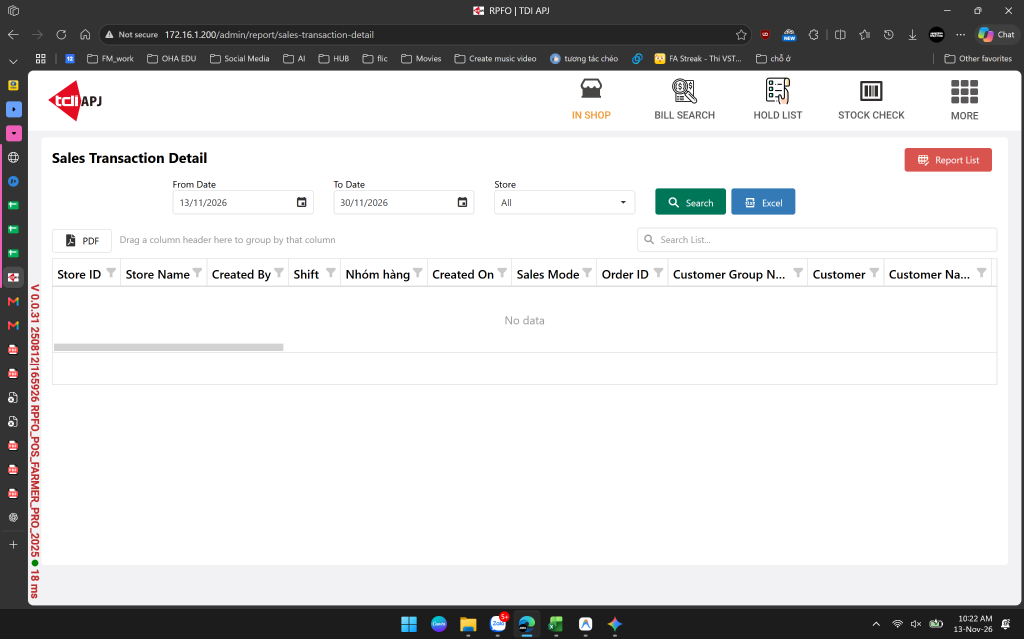 RPFO | TDI APJ
Not secure 172.16.1.200/admin/report/sales-transaction-detail
Chat
FM_work OHA EDU Social Media AI HUB flic Movies Create music video tương tác chéo FA Streak - Thi VST... chỗ ở Other favorites
tdi APJ
IN SHOP BILL SEARCH HOLD LIST STOCK CHECK MORE
Sales Transaction Detail
Report List
From Date To Date Store
13/11/2026 30/11/2026 All Search Excel
PDF Drag a column header here to group by that column Search List...
Store ID Store Name Created By Shift Nhóm hàng Created On Sales Mode Order ID Customer Group N... Customer Customer Na...
No data
V 0.0.31 250812|165926 RPFO_POS_FARMER_PRO_2025 18 ms
5+
Zalo
10:22 AM
13-Nov-26